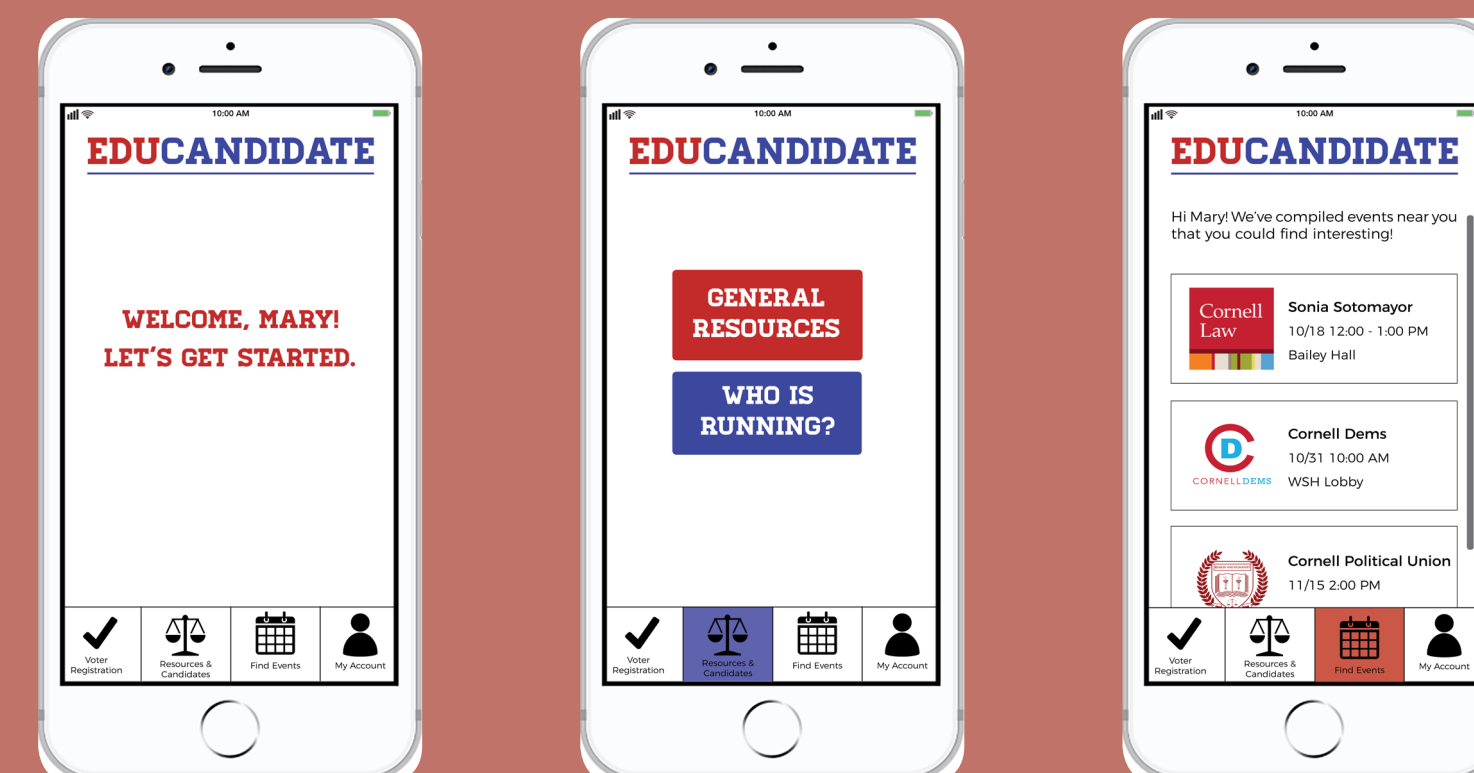 10:00 AM
EDUCANDIDATE
WELCOME, MARY!
LET'S GET STARTED.
Voter
Registration
Resources &
Candidates
Find Events
My Account
10:00 AM
EDUCANDIDATE
GENERAL
RESOURCES
WHO IS
RUNNING?
Voter
Registration
Resources &
Candidates
Find Events
My Account
10:00 AM
EDUCANDIDATE
Hi Mary! We've compiled events near you
that you could find interesting!
Cornell
Law
Sonia Sotomayor
10/18 12:00 - 1:00 PM
Bailey Hall
CD
CORNELLDEMS
Cornell Dems
10/31 10:00 AM
WSH Lobby
Cornell Political Union
11/15 2:00 PM
Voter
Registration
Resources &
Candidates
Find Events
My Account